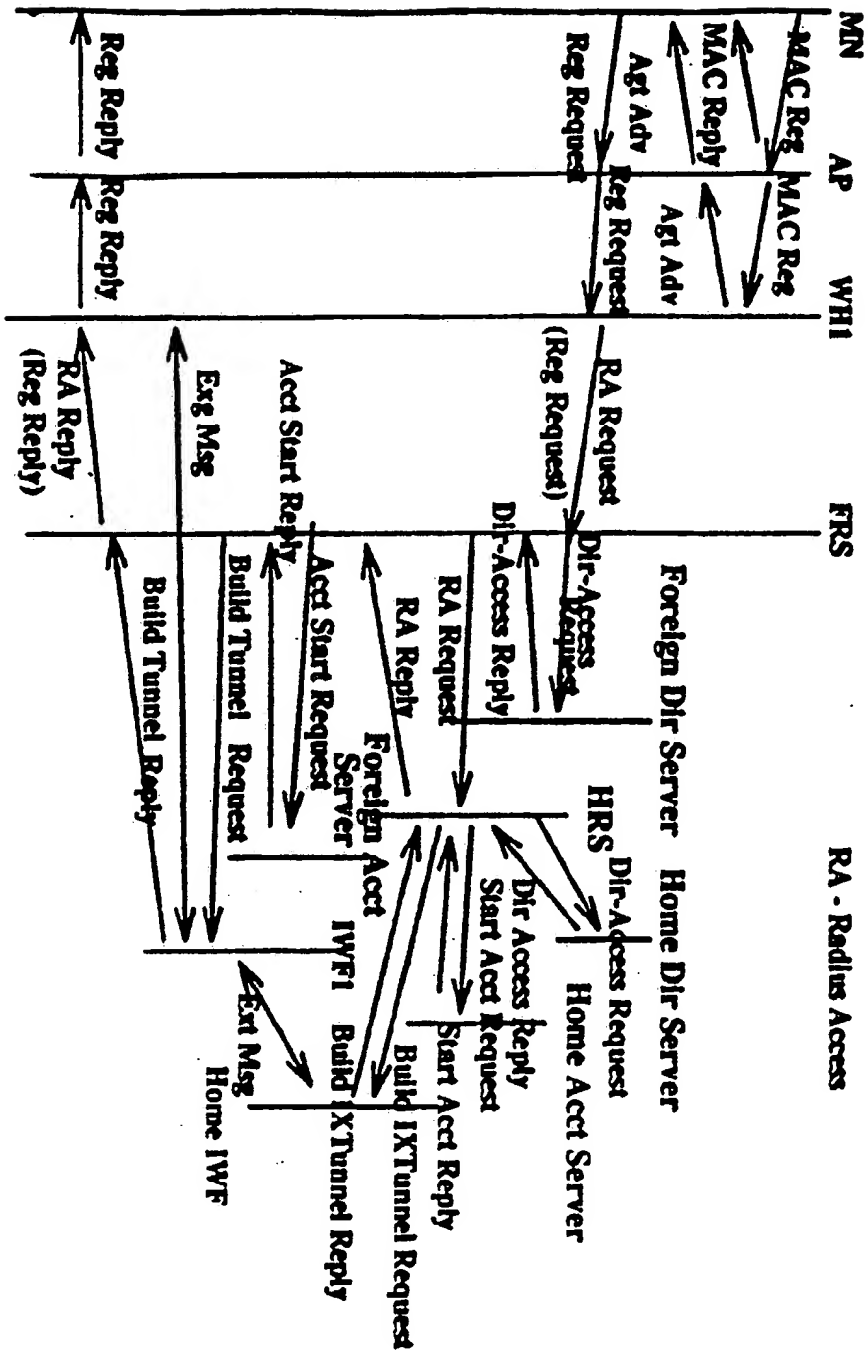 MN
AP
WH1
FRS
RA - Radius Access
Foreign Dir Server
Home Dir Server
MAC Reg
MAC Reg
MAC Reply
Agt Adv
Agt Adv
Reg Request
Reg Request
RA Request
(Reg Request)
Dir-Access
Request
Dir-Access Reply
HRS
Dir-Access Request
Dir Access Reply
Home Acct Server
RA Request
Start Acct Request
Start Acct Reply
Build IXTunnel Request
Build IXTunnel Reply
RA Reply
Foreign Acct
Server
Acct Start Request
Acct Start Reply
IWF1
Home IWF
Build Tunnel Request
Ext Msg
Exg Msg
Build Tunnel Reply
RA Reply
(Reg Reply)
Reg Reply
Reg Reply